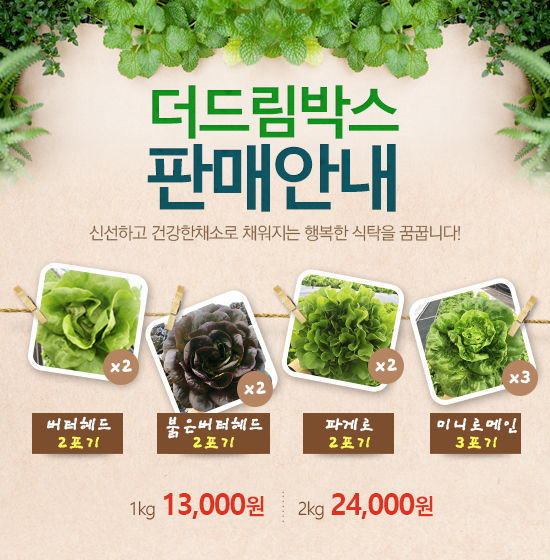 더드림박스
판매안내
신선하고 건강한채소로 채워지는 행복한 식탁을 꿈꿉니다!
x2
x2
x2
x3
버터헤드
2포기
붉은버터헤드
2포기
파게로
2포기
미니로메인
3포기
1kg 13,000원
2kg 24,000원